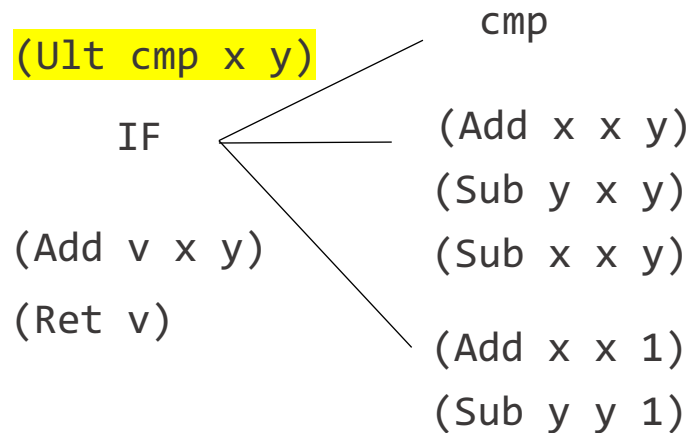 (Ult cmp x y)
IF
(Add v x y)
(Ret v)
cmp
(Add x x y)
(Sub y x y)
(Sub x x y)
(Add x x 1)
(Sub y y 1)